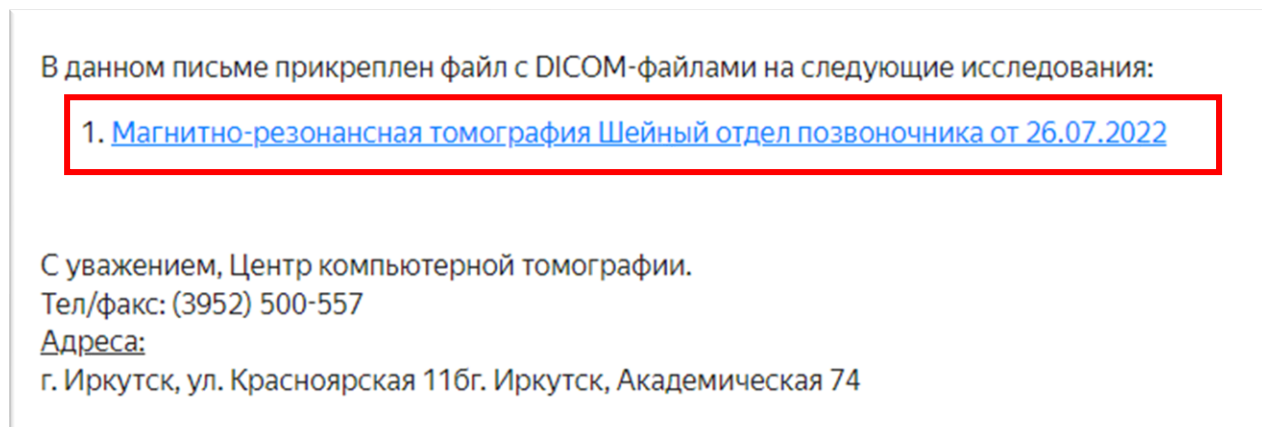 В данном письме прикреплен файл с DICOM-файлами на следующие исследования:
1. Магнитно-резонансная томография Шейный отдел позвоночника от 26.07.2022
С уважением, Центр компьютерной томографии.
Тел/факс: (3952) 500-557
Адреса:
г. Иркутск, ул. Красноярская 11бг. Иркутск, Академическая 74